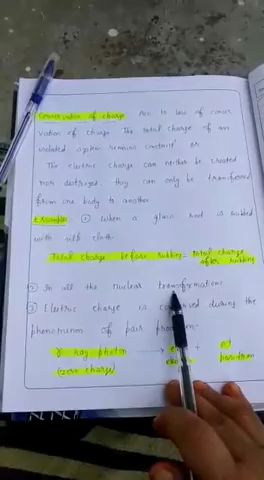 Conservation of charge Acc to law of conser
vation of charge The total charge of an
isolated system remains constant or
The electric charge can neither be created
nor destroyed. they can only be transferred
from one body to another
Example ① When a glass rod is rubbed
with silk cloth.
Total charge before rubbing = Total charge after rubbing
② In all the nuclear transformations
③ Electric charge is conserved during the
phenomenon of pair
γ ray photon → + e+
(zero charge) positron